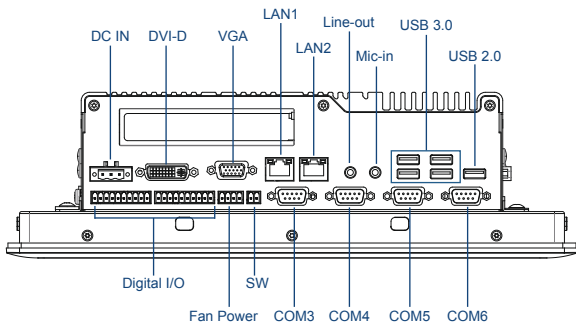 LAN1
DC IN
DVI-D
VGA
LAN2
Line-out
Mic-in
USB 3.0
USB 2.0
Digital I/O
SW
Fan Power
COM3
COM4
COM5
COM6